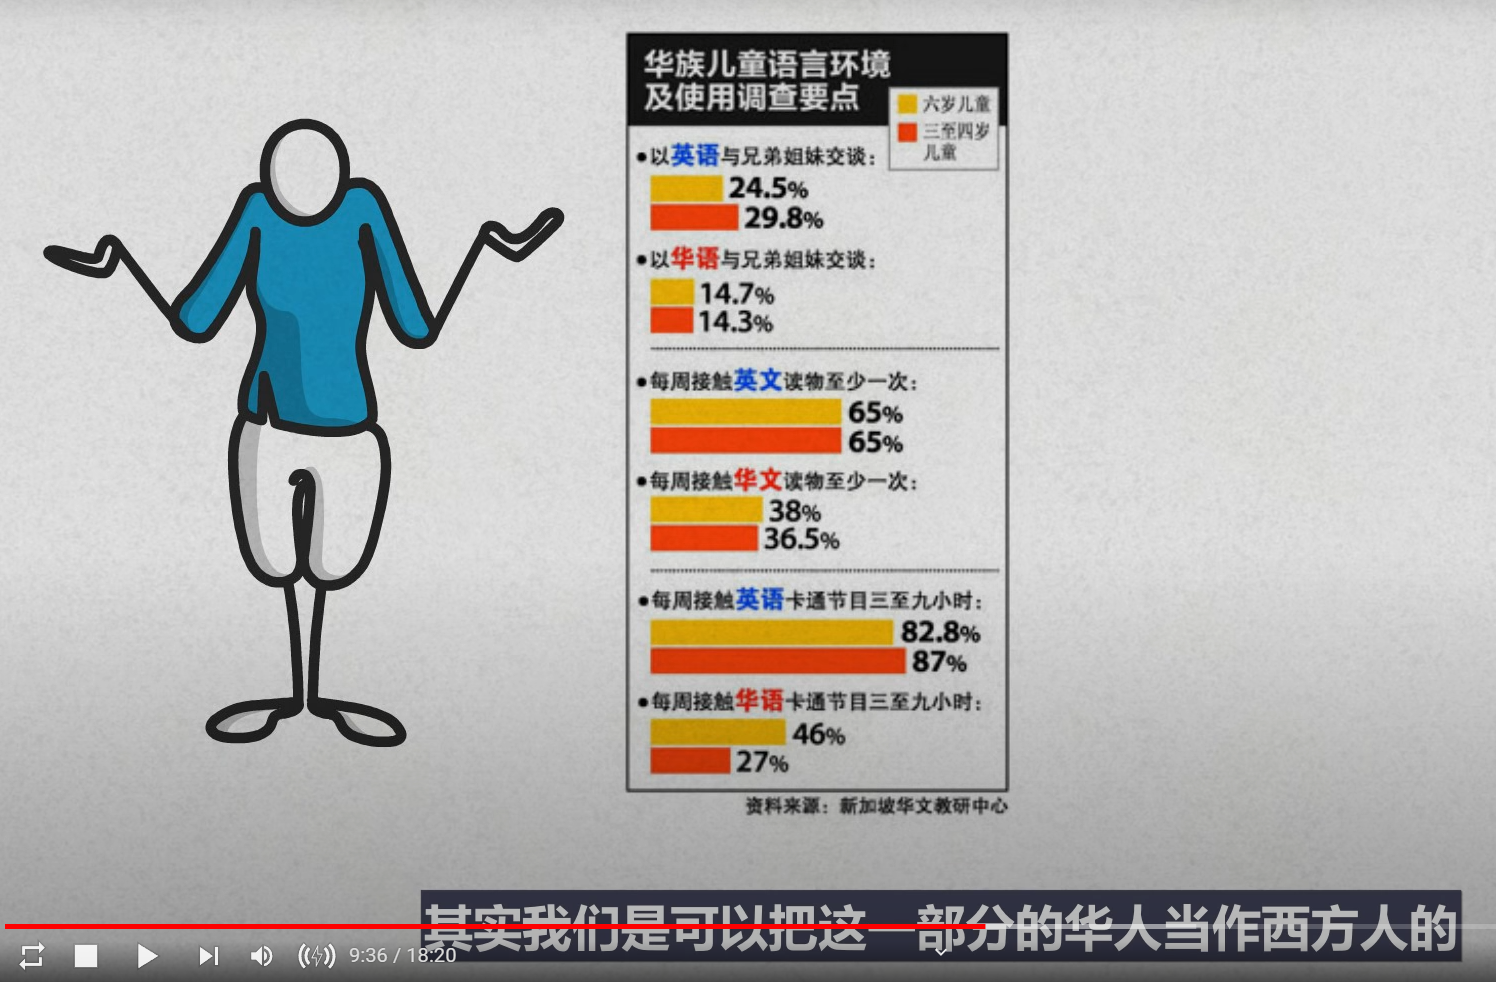 华族儿童语言环境
及使用调查要点
六岁儿童
三至四岁
儿童
●以英语与兄弟姐妹交谈：
24.5%
29.8%
●以华语与兄弟姐妹交谈：
14.7%
14.3%
●每周接触英文读物至少一次：
65%
65%
●每周接触华文读物至少一次：
38%
36.5%
●每周接触英语卡通节目三至九小时：
82.8%
87%
●每周接触华语卡通节目三至九小时：
46%
27%
资料来源：新加坡华文教研中心
其实我们是可以把这一部分的华人当作西方人的
9:36 / 18:20